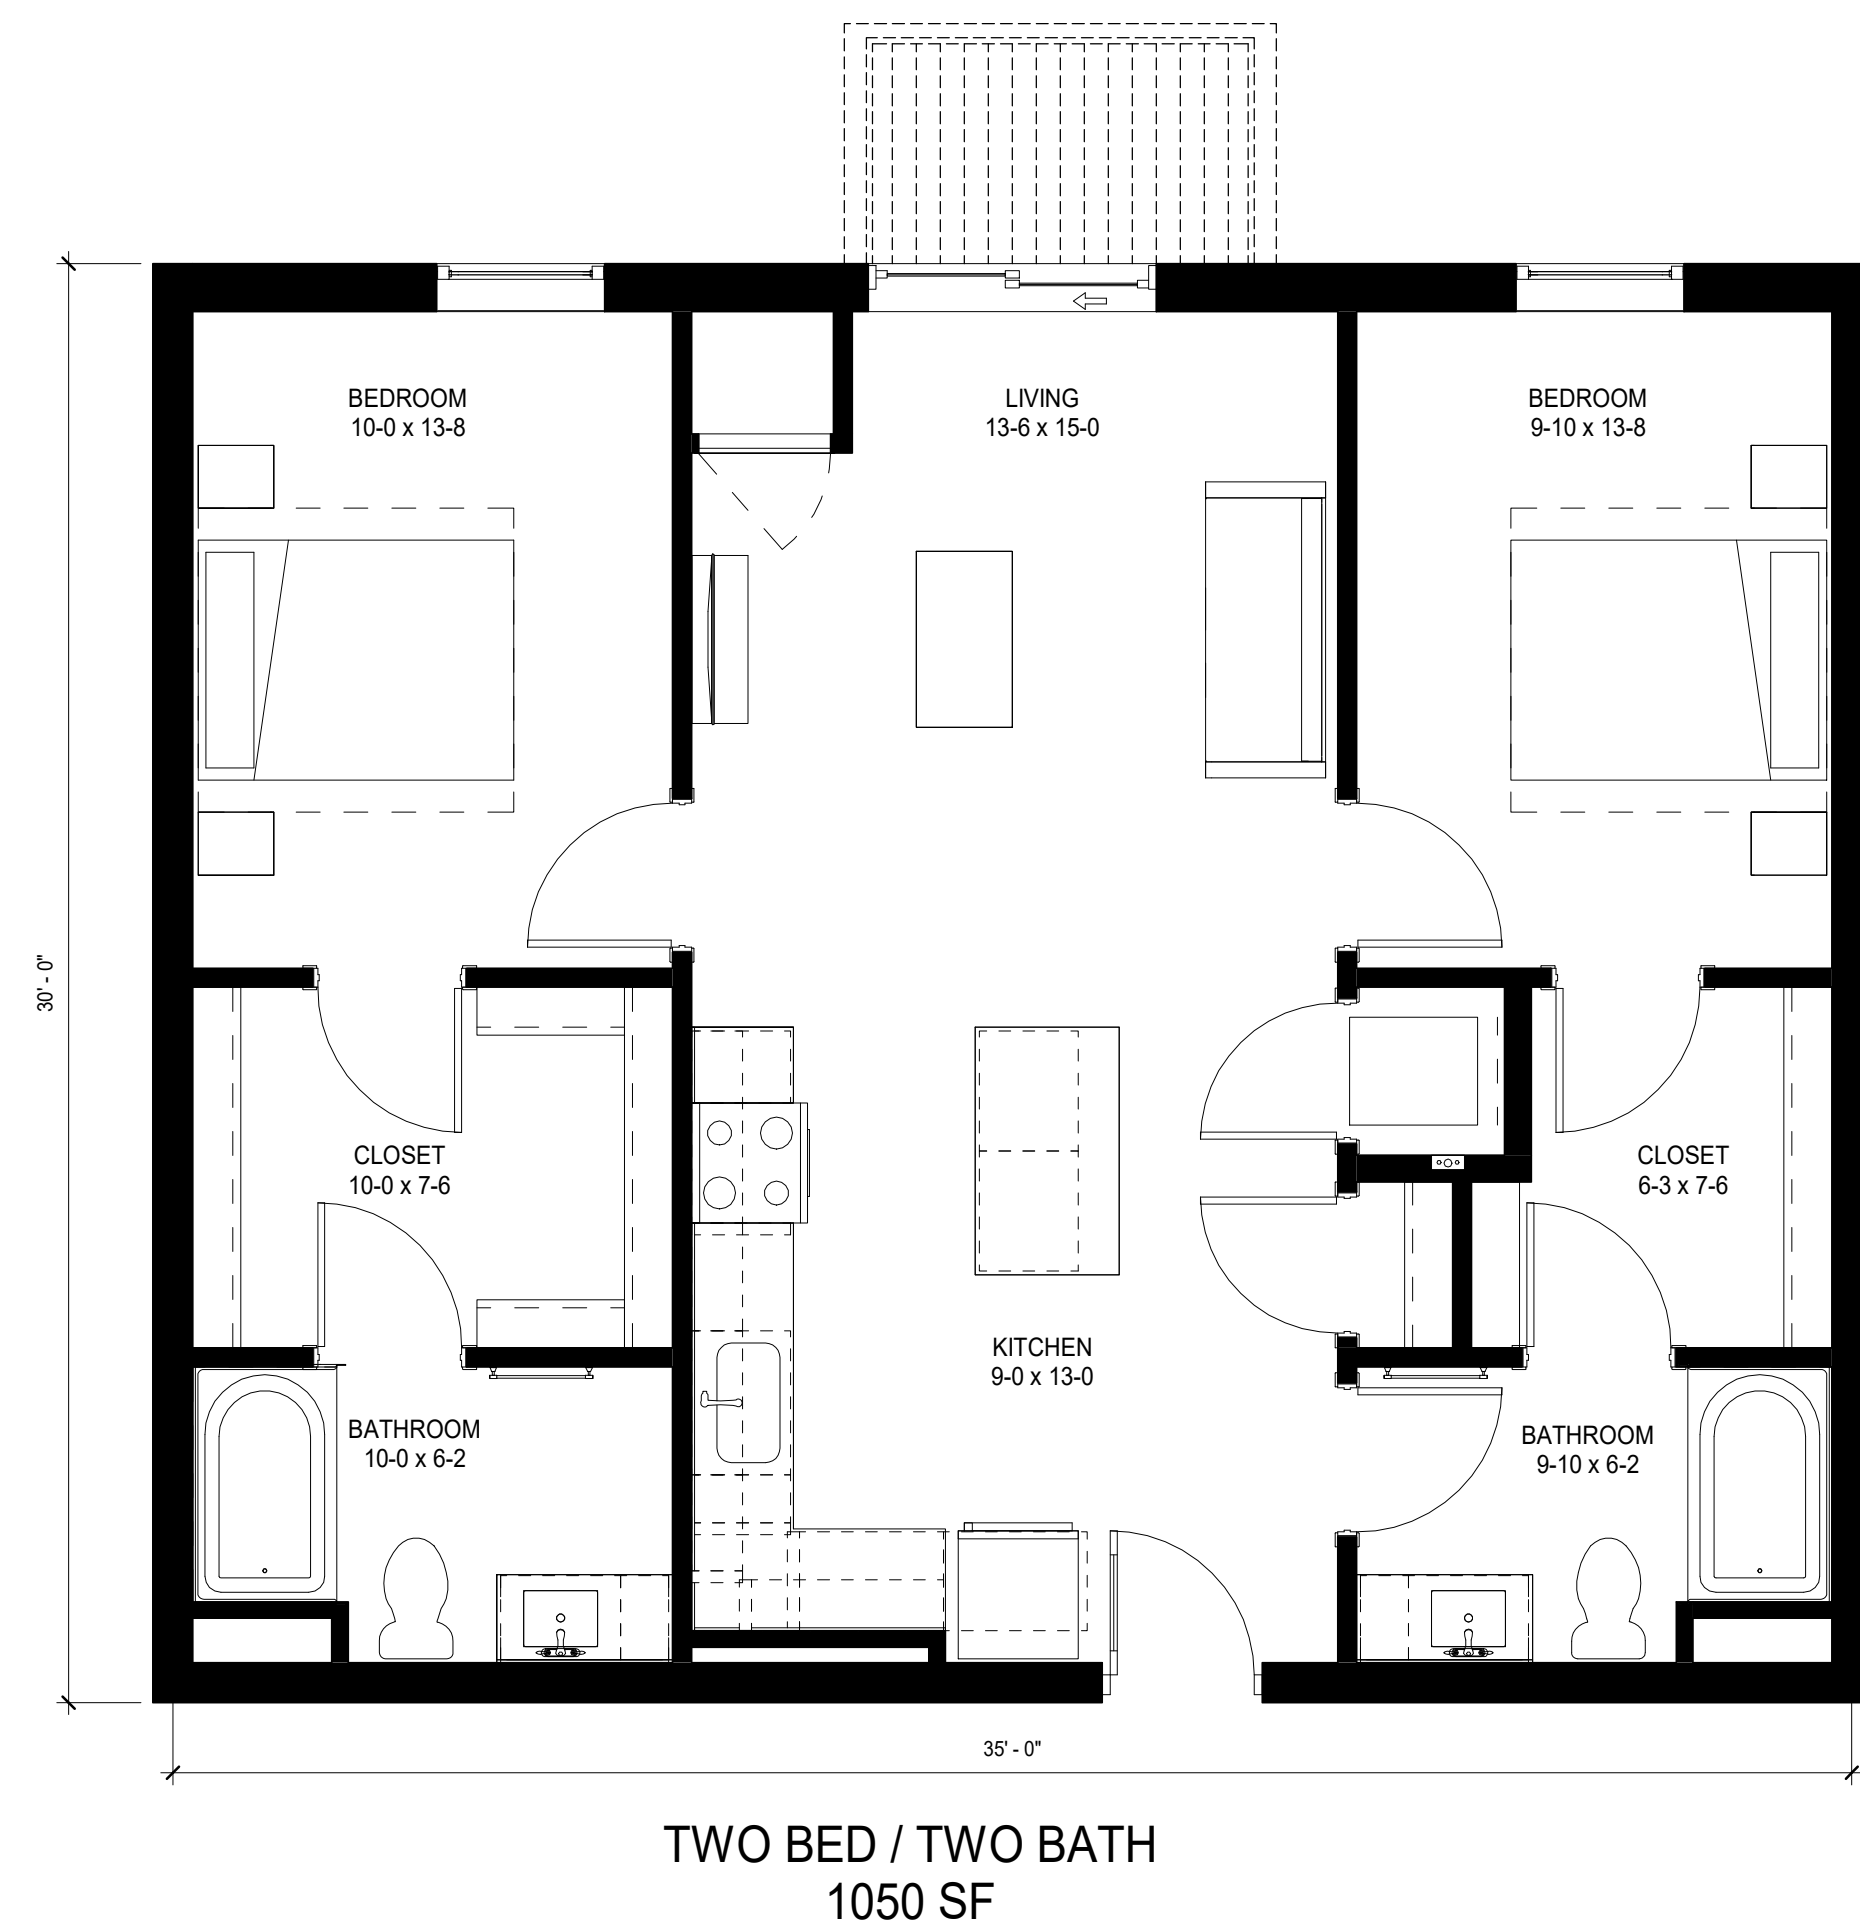 BEDROOM
10-0 x 13-8
LIVING
13-6 x 15-0
BEDROOM
9-10 x 13-8
30' - 0"
CLOSET
10-0 x 7-6
CLOSET
6-3 x 7-6
KITCHEN
9-0 x 13-0
BATHROOM
10-0 x 6-2
BATHROOM
9-10 x 6-2
35' - 0"
TWO BED / TWO BATH
1050 SF